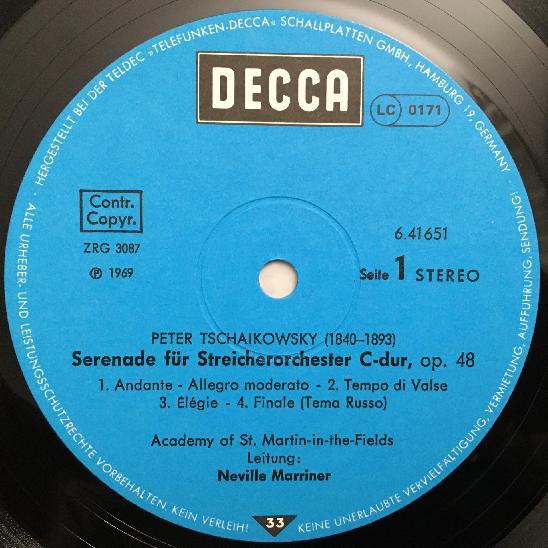 HERGESTELLT BEI DER TELDEC »TELEFUNKEN-DECCA« SCHALLPLATTEN GMBH, HAMBURG 19, GERMANY
DECCA
LC 0171
Contr.
Copyr.
ZRG 3087
℗ 1969
6.41651
Seite 1 STEREO
PETER TSCHAIKOWSKY (1840-1893)
Serenade für Streicherorchester C-dur, op. 48
1. Andante - Allegro moderato - 2. Tempo di Valse
3. Élégie - 4. Finale (Tema Russo)
Academy of St. Martin-in-the-Fields
Leitung:
Neville Marriner
33
ALLE URHEBER- UND LEISTUNGSSCHUTZRECHTE VORBEHALTEN. KEIN VERLEIH! KEINE UNERLAUBTE VERVIELFÄLTIGUNG, VERMIETUNG, AUFFÜHRUNG, SENDUNG!